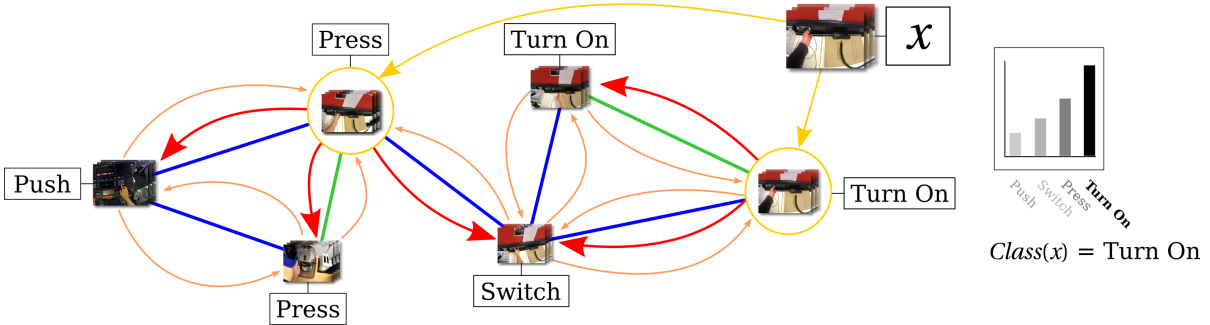 Press
Turn On
x
Push
Turn On
Press
Switch
Push
Switch
Press
Turn On
Class(x) = Turn On